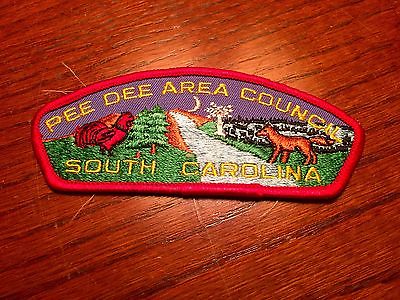 PEE DEE AREA COUNCIL
SOUTH CAROLINA